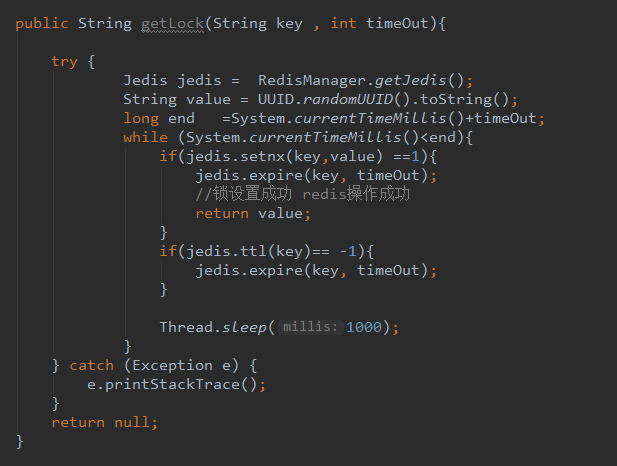 public String getLock(String key , int timeOut){
try {
Jedis jedis =  RedisManager.getJedis();
String value = UUID.randomUUID().toString();
long end   =System.currentTimeMillis()+timeOut;
while (System.currentTimeMillis()<end){
if(jedis.setnx(key,value) ==1){
jedis.expire(key, timeOut);
//锁设置成功 redis操作成功
return value;
}
if(jedis.ttl(key)== -1){
jedis.expire(key, timeOut);
}
Thread.sleep( millis: 1000);
}
} catch (Exception e) {
e.printStackTrace();
}
return null;
}